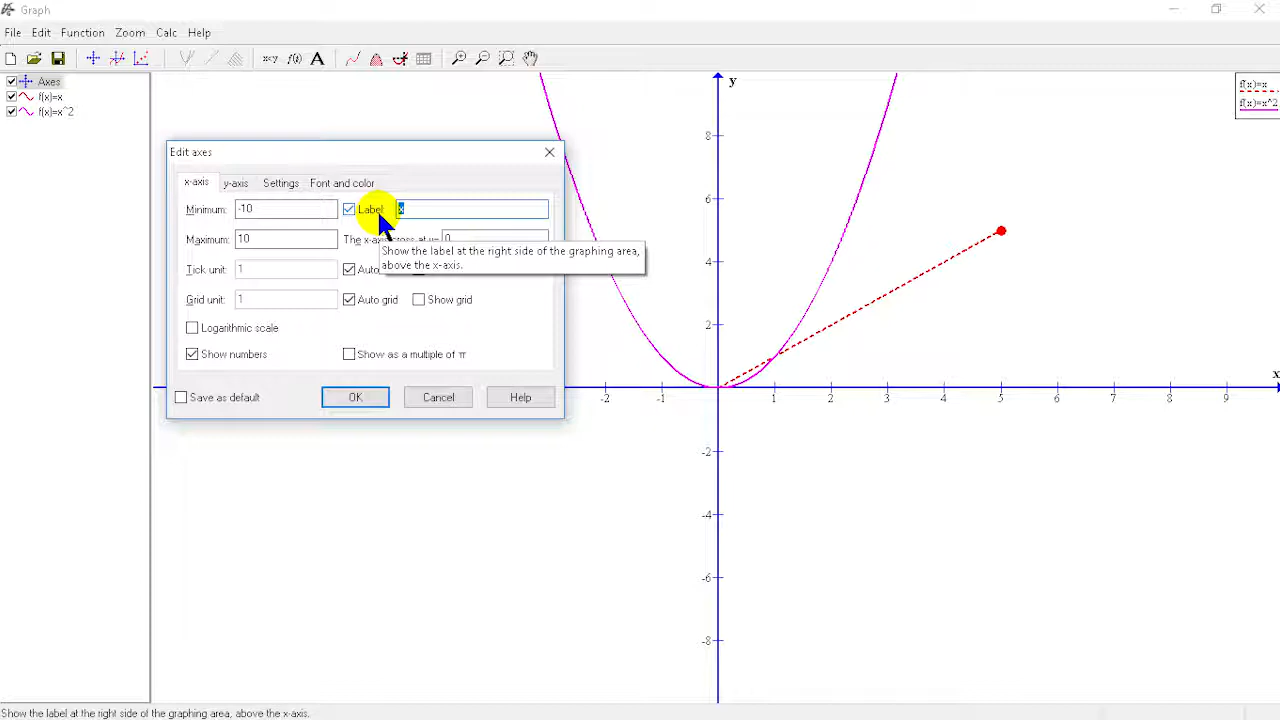 Graph
File Edit Function Zoom Calc Help
Axes
f(x)=x
f(x)=x^2
Edit axes
x-axis y-axis Settings Font and color
Minimum: -10 Label: x
Maximum: 10 The x-axis cross at y= 0
Tick unit: 1 Auto
Show the label at the right side of the graphing area,
above the x-axis.
Grid unit: 1 Auto grid Show grid
Logarithmic scale
Show numbers Show as a multiple of π
Save as default OK Cancel Help
y
f(x)=x
f(x)=x^2
8
6
4
2
x
-2 -1 1 2 3 4 5 6 7 8 9
-2
-4
-6
-8
Show the label at the right side of the graphing area, above the x-axis.